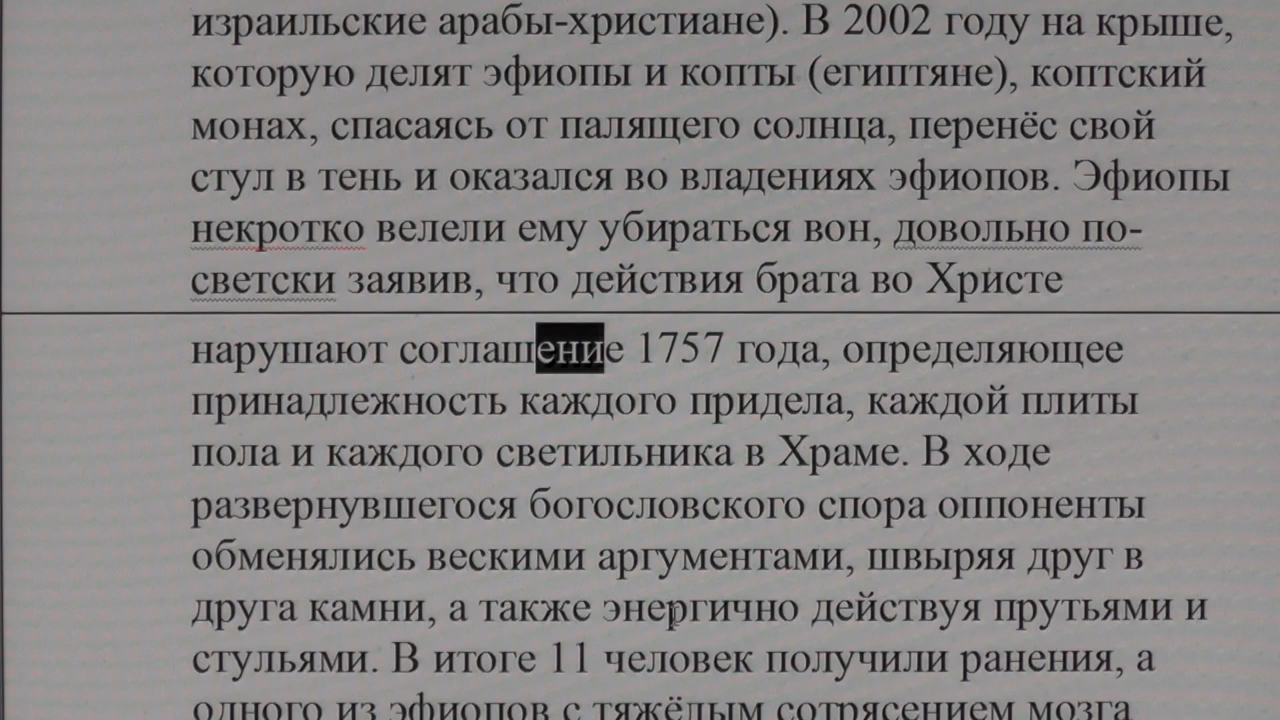 израильские арабы-христиане). В 2002 году на крыше,
которую делят эфиопы и копты (египтяне), коптский
монах, спасаясь от палящего солнца, перенёс свой
стул в тень и оказался во владениях эфиопов. Эфиопы
некротко велели ему убираться вон, довольно по-
светски заявив, что действия брата во Христе
нарушают соглашение 1757 года, определяющее
принадлежность каждого придела, каждой плиты
пола и каждого светильника в Храме. В ходе
развернувшегося богословского спора оппоненты
обменялись вескими аргументами, швыряя друг в
друга камни, а также энергично действуя прутьями и
стульями. В итоге 11 человек получили ранения, а
одного из эфиопов с тяжёлым сотрясением мозга